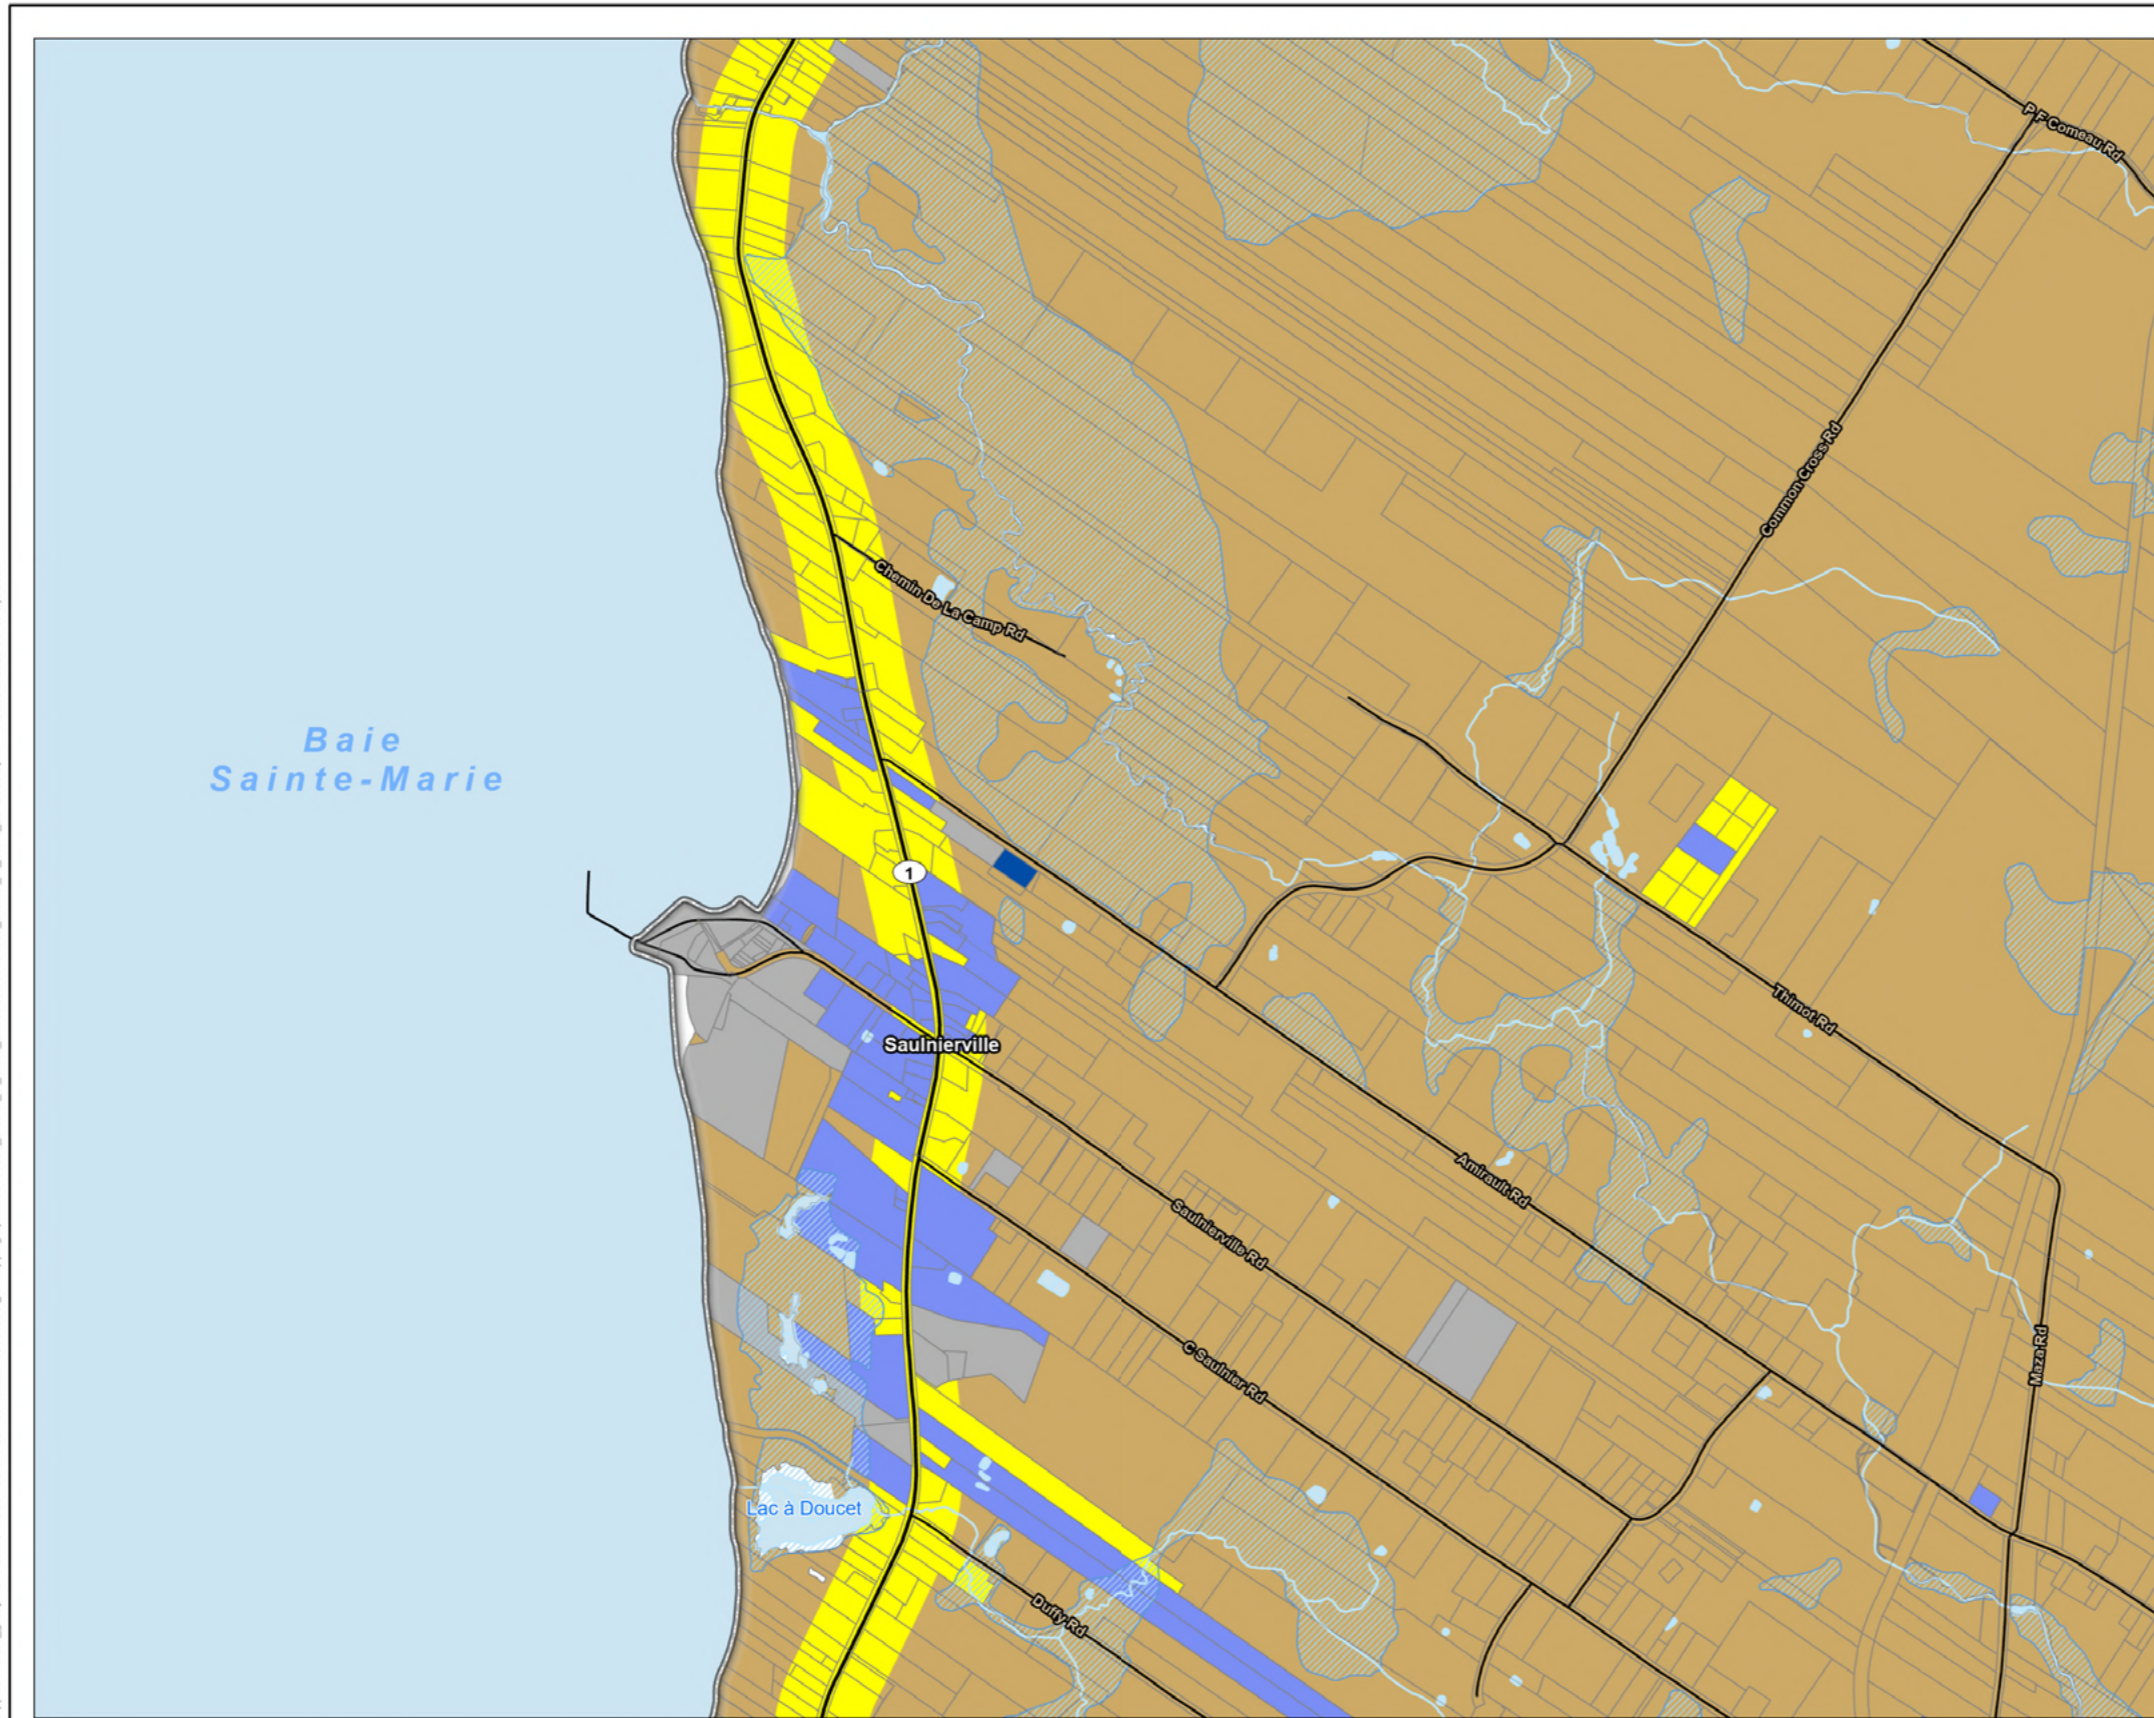 P F Comeau Rd
Common Cross Rd
Chemin De La Camp Rd
Baie
Sainte-Marie
1
Thimot Rd
Saulnierville
Amirault Rd
Saulnierville Rd
C Saulnier Rd
Maza Rd
Lac à Doucet
Duffy Rd